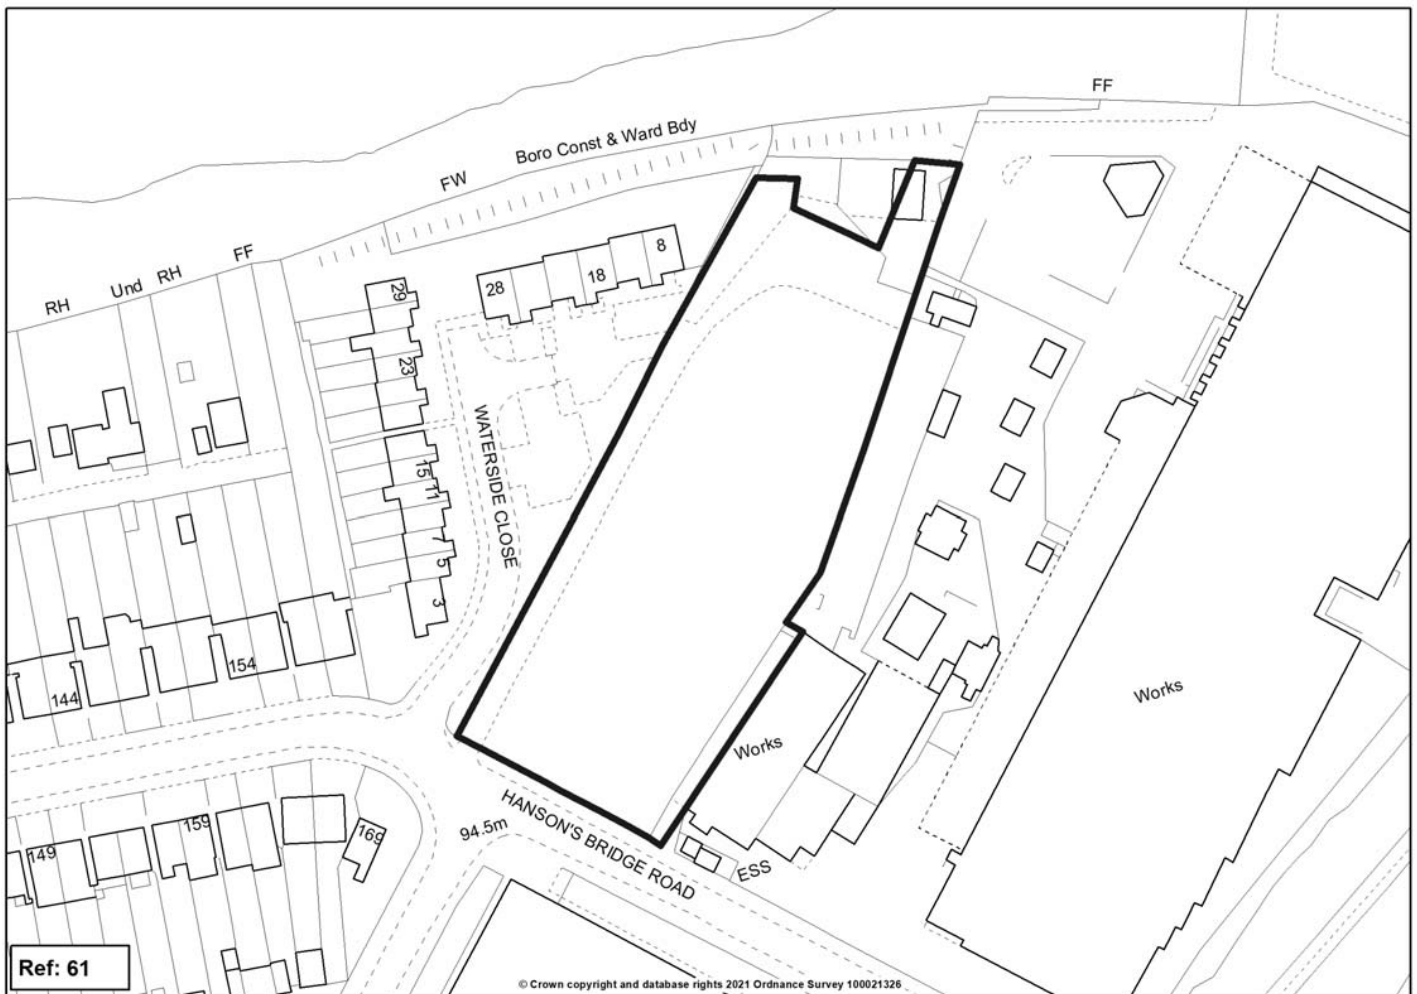 FF
Boro Const & Ward Bdy
FW
FF
RH
Und
RH
8
18
28
29
23
15
11
7
5
3
WATERSIDE CLOSE
154
144
Works
Works
HANSON'S BRIDGE ROAD
94.5m
ESS
159
169
149
Ref: 61
© Crown copyright and database rights 2021 Ordnance Survey 100021326